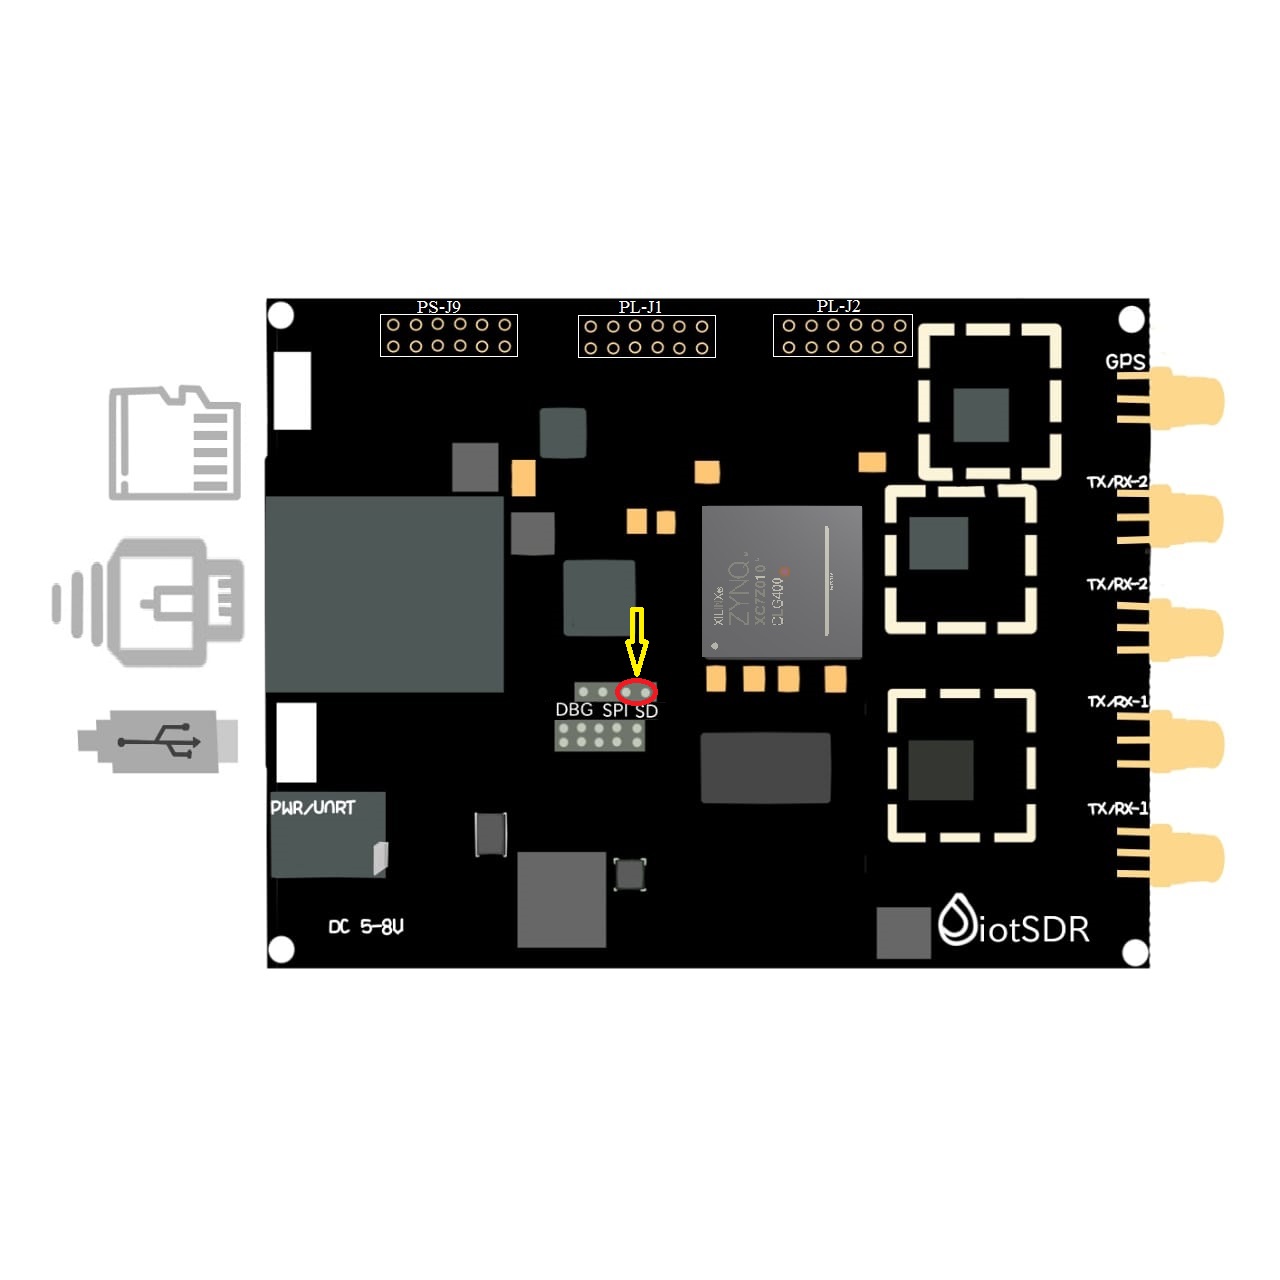 PS-J9
PL-J1
PL-J2
GPS
TX/RX-2
TX/RX-2
XILINX
ZYNQ
XC7Z010
CLG400
DBG SPI SD
TX/RX-1
PWR/UART
TX/RX-1
DC 5-8V
iotSDR